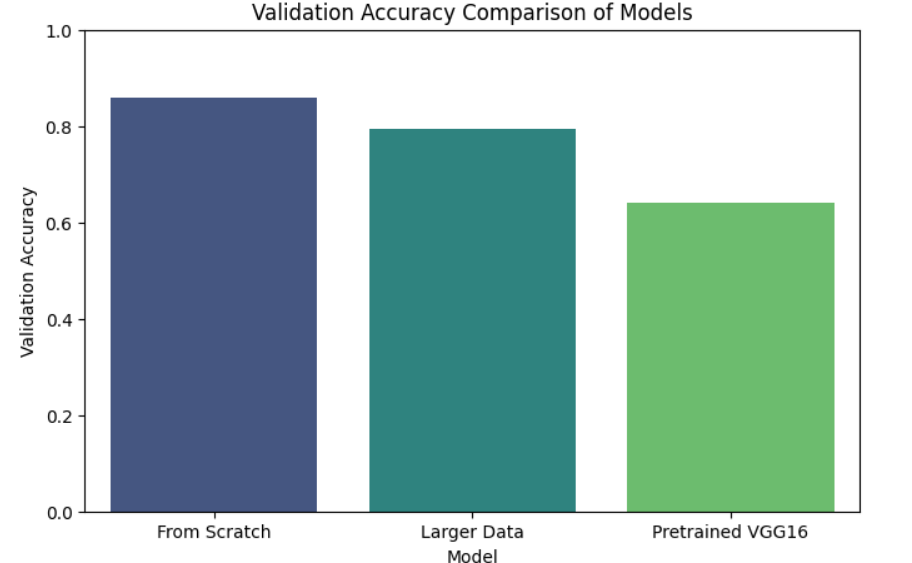 Validation Accuracy Comparison of Models
Validation Accuracy
1.0
0.8
0.6
0.4
0.2
0.0
From Scratch Larger Data Pretrained VGG16
Model